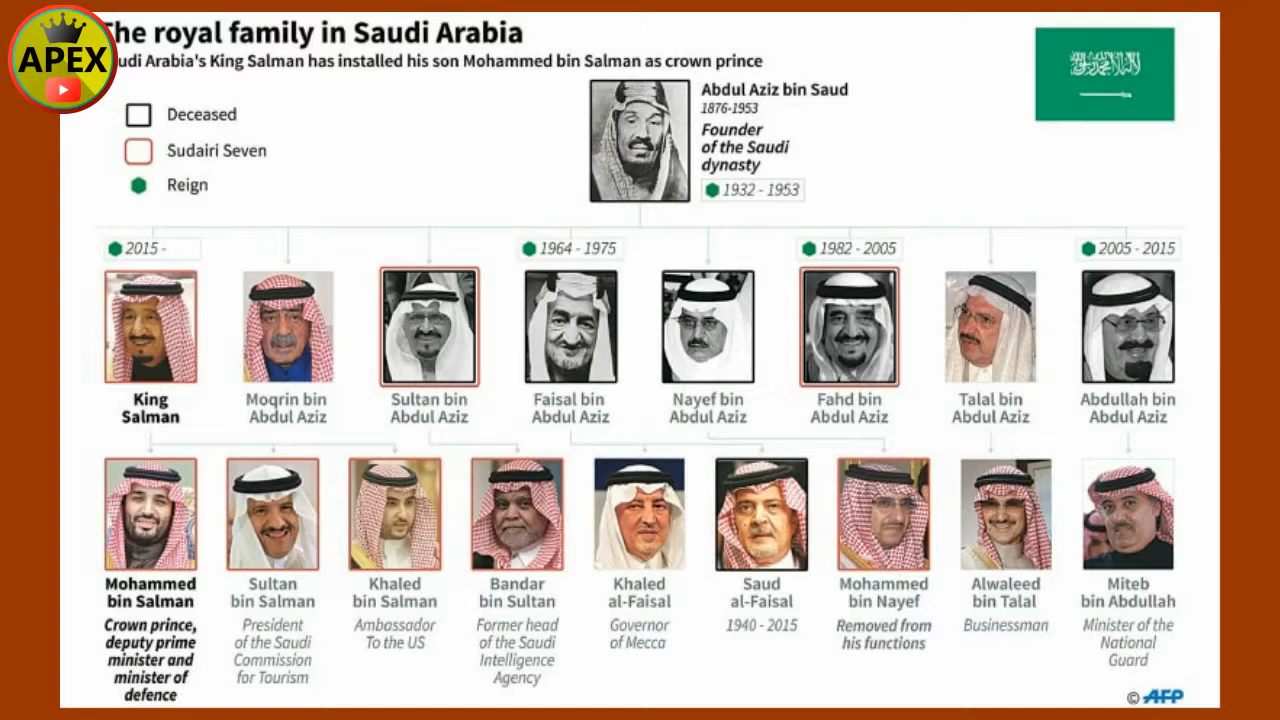 APEX
The royal family in Saudi Arabia
udi Arabia's King Salman has installed his son Mohammed bin Salman as crown prince
Deceased
Sudairi Seven
Reign
Abdul Aziz bin Saud
1876-1953
Founder
of the Saudi
dynasty
1932 - 1953
2015 -
1964 - 1975
1982 - 2005
2005 - 2015
King
Salman
Moqrin bin
Abdul Aziz
Sultan bin
Abdul Aziz
Faisal bin
Abdul Aziz
Nayef bin
Abdul Aziz
Fahd bin
Abdul Aziz
Talal bin
Abdul Aziz
Abdullah bin
Abdul Aziz
Mohammed
bin Salman
Crown prince,
deputy prime
minister and
minister of
defence
Sultan
bin Salman
President
of the Saudi
Commission
for Tourism
Khaled
bin Salman
Ambassador
To the US
Bandar
bin Sultan
Former head
of the Saudi
Intelligence
Agency
Khaled
al-Faisal
Governor
of Mecca
Saud
al-Faisal
1940 - 2015
Mohammed
bin Nayef
Removed from
his functions
Alwaleed
bin Talal
Businessman
Miteb
bin Abdullah
Minister of the
National
Guard
© AFP